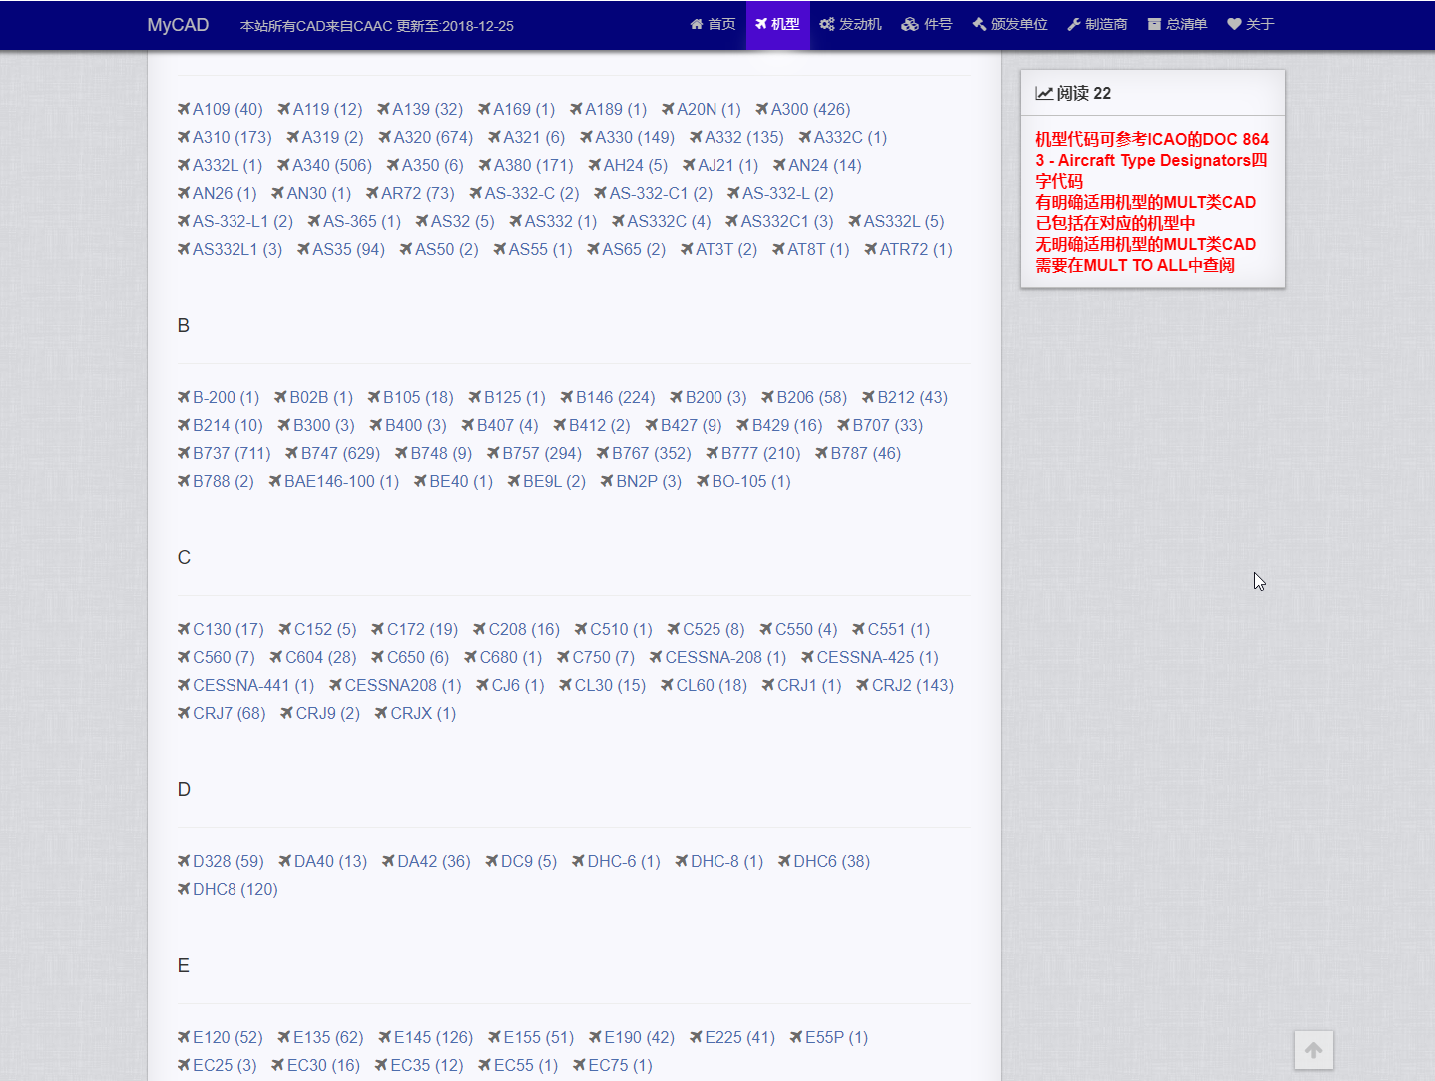 MyCAD 本站所有CAD来自CAAC 更新至:2018-12-25 首页 机型 发动机 件号 颁发单位 制造商 总清单 关于
A109 (40) A119 (12) A139 (32) A169 (1) A189 (1) A20N (1) A300 (426)
A310 (173) A319 (2) A320 (674) A321 (6) A330 (149) A332 (135) A332C (1)
A332L (1) A340 (506) A350 (6) A380 (171) AH24 (5) AJ21 (1) AN24 (14)
AN26 (1) AN30 (1) AR72 (73) AS-332-C (2) AS-332-C1 (2) AS-332-L (2)
AS-332-L1 (2) AS-365 (1) AS32 (5) AS332 (1) AS332C (4) AS332C1 (3) AS332L (5)
AS332L1 (3) AS35 (94) AS50 (2) AS55 (1) AS65 (2) AT3T (2) AT8T (1) ATR72 (1)
B
B-200 (1) B02B (1) B105 (18) B125 (1) B146 (224) B200 (3) B206 (58) B212 (43)
B214 (10) B300 (3) B400 (3) B407 (4) B412 (2) B427 (9) B429 (16) B707 (33)
B737 (711) B747 (629) B748 (9) B757 (294) B767 (352) B777 (210) B787 (46)
B788 (2) BAE146-100 (1) BE40 (1) BE9L (2) BN2P (3) BO-105 (1)
C
C130 (17) C152 (5) C172 (19) C208 (16) C510 (1) C525 (8) C550 (4) C551 (1)
C560 (7) C604 (28) C650 (6) C680 (1) C750 (7) CESSNA-208 (1) CESSNA-425 (1)
CESSNA-441 (1) CESSNA208 (1) CJ6 (1) CL30 (15) CL60 (18) CRJ1 (1) CRJ2 (143)
CRJ7 (68) CRJ9 (2) CRJX (1)
D
D328 (59) DA40 (13) DA42 (36) DC9 (5) DHC-6 (1) DHC-8 (1) DHC6 (38)
DHC8 (120)
E
E120 (52) E135 (62) E145 (126) E155 (51) E190 (42) E225 (41) E55P (1)
EC25 (3) EC30 (16) EC35 (12) EC55 (1) EC75 (1)
阅读 22
机型代码可参考ICAO的DOC 864
3 - Aircraft Type Designators四
字代码
有明确适用机型的MULT类CAD
已包括在对应的机型中
无明确适用机型的MULT类CAD
需要在MULT TO ALL中查阅